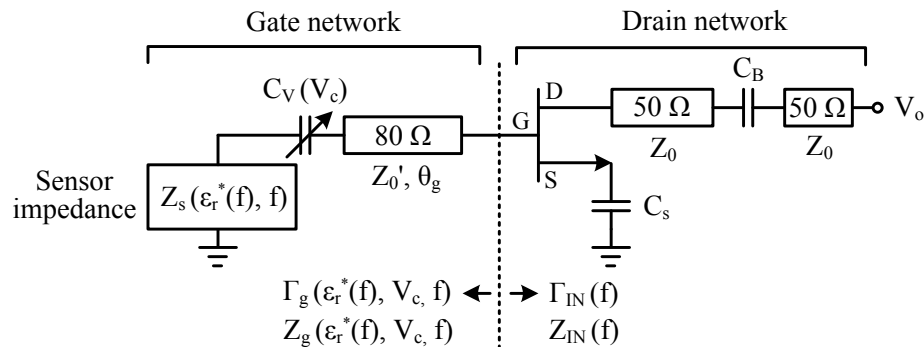 Gate network
Drain network
C_V (V_c)
C_B
D
G
80 Ω
50 Ω
50 Ω
V_o
Z_0', θ_g
Z_0
Z_0
S
Sensor
impedance
Z_s (ε_r^*(f), f)
C_s
Γ_g (ε_r^*(f), V_c, f)
Γ_IN (f)
Z_g (ε_r^*(f), V_c, f)
Z_IN (f)